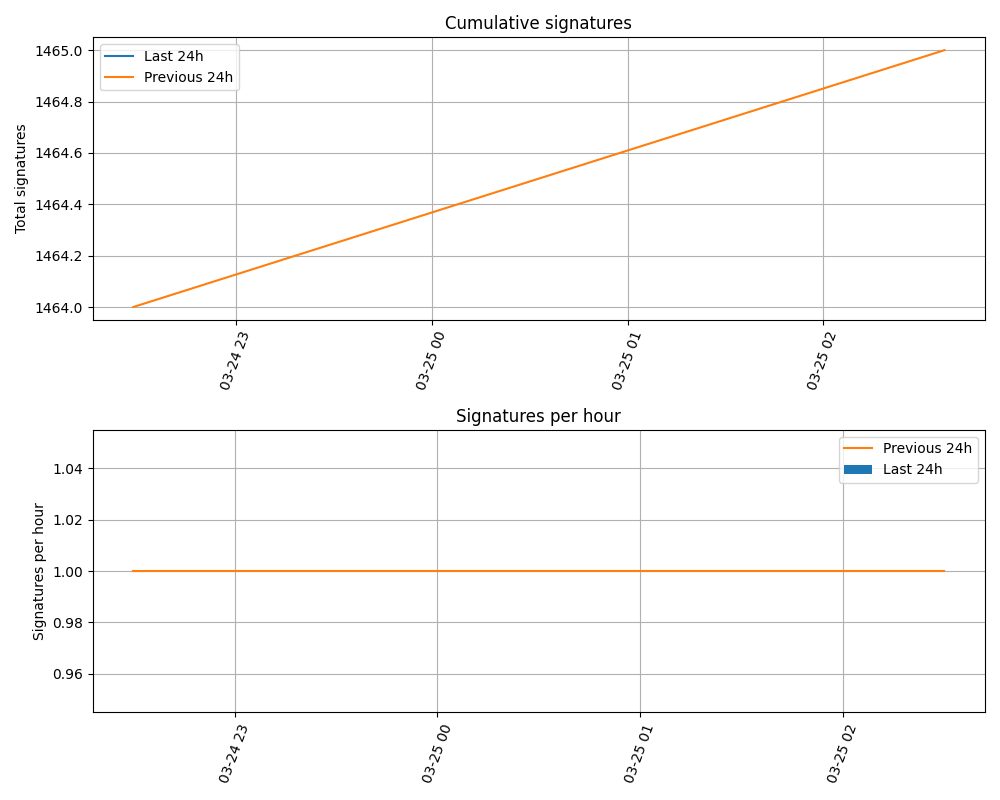 Cumulative signatures
Last 24h
Previous 24h
Total signatures
1465.0
1464.8
1464.6
1464.4
1464.2
1464.0
03-24 23
03-25 00
03-25 01
03-25 02
Signatures per hour
Previous 24h
Last 24h
Signatures per hour
1.04
1.02
1.00
0.98
0.96
03-24 23
03-25 00
03-25 01
03-25 02